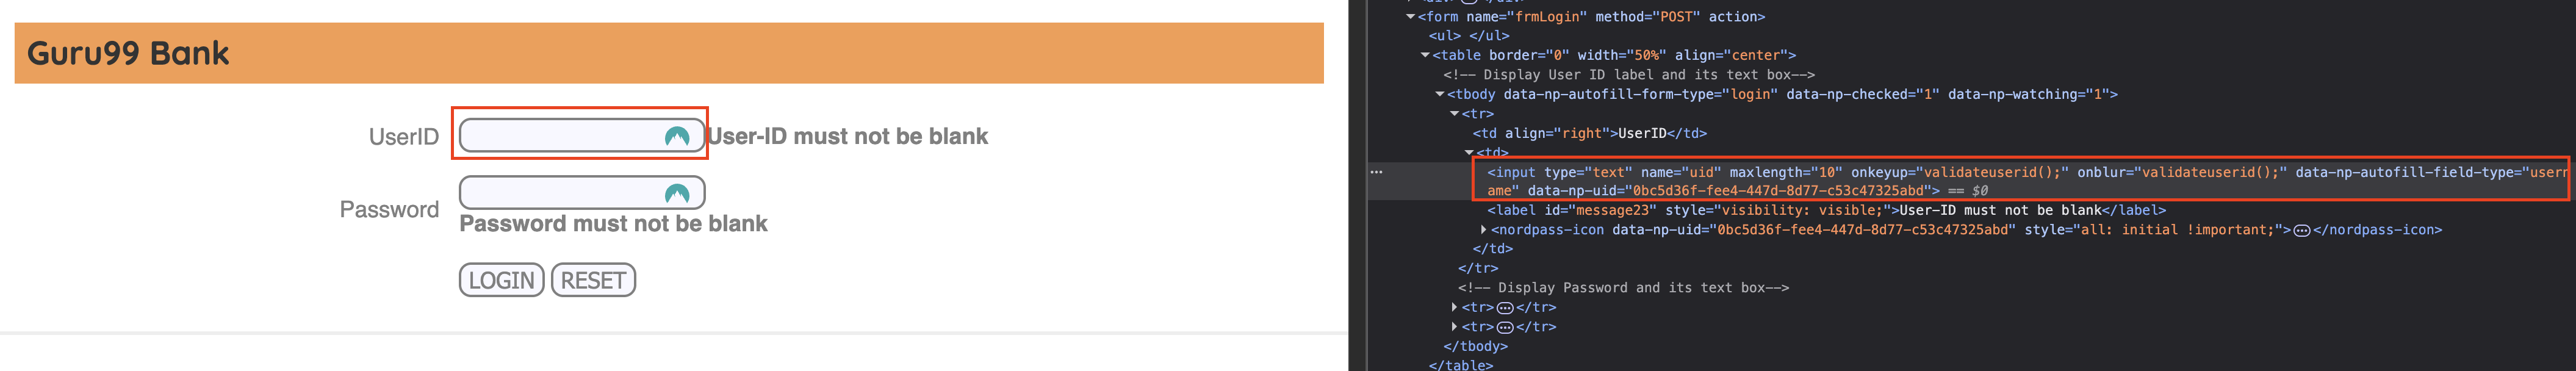 Guru99 Bank
UserID
User-ID must not be blank
Password
Password must not be blank
LOGIN RESET
<form name="frmLogin" method="POST" action>
<ul> </ul>
<table border="0" width="50%" align="center">
<!-- Display User ID label and its text box-->
<tbody data-np-autofill-form-type="login" data-np-checked="1" data-np-watching="1">
<tr>
<td align="right">UserID</td>
<td>
<input type="text" name="uid" maxlength="10" onkeyup="validateuserid();" onblur="validateuserid();" data-np-autofill-field-type="usern
ame" data-np-uid="0bc5d36f-fee4-447d-8d77-c53c47325abd"> == $0
<label id="message23" style="visibility: visible;">User-ID must not be blank</label>
<nordpass-icon data-np-uid="0bc5d36f-fee4-447d-8d77-c53c47325abd" style="all: initial !important;">…</nordpass-icon>
</td>
</tr>
<!-- Display Password and its text box-->
<tr>…</tr>
<tr>…</tr>
</tbody>
</table>